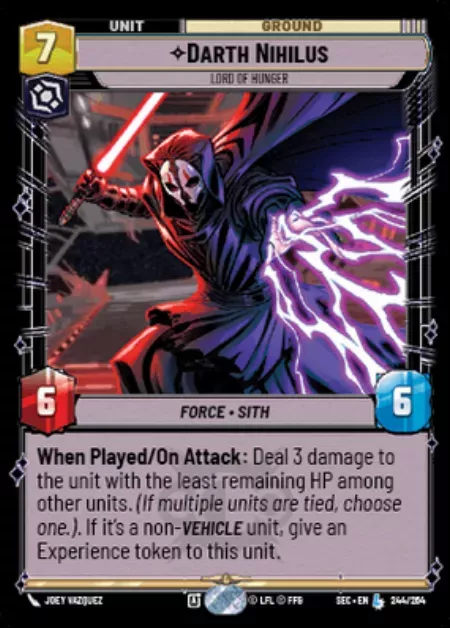 UNIT
GROUND
7
DARTH NIHILUS
LORD OF HUNGER
6
6
FORCE • SITH
When Played/On Attack: Deal 3 damage to
the unit with the least remaining HP among
other units. (If multiple units are tied, choose
one.). If it's a non-VEHICLE unit, give an
Experience token to this unit.
JOEY VAZQUEZ
A
© LFL © FFG
SEC • EN L 244/264